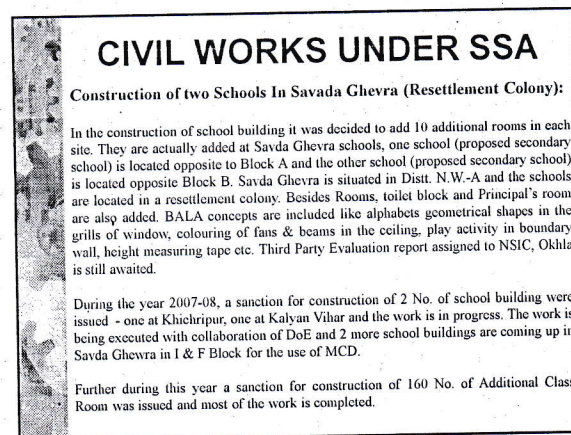 CIVIL WORKS UNDER SSA
Construction of two Schools In Savada Ghevra (Resettlement Colony):
In the construction of school building it was decided to add 10 additional rooms in each
site. They are actually added at Savda Ghevra schools, one school (proposed secondary
school) is located opposite to Block A and the other school (proposed secondary school)
is located opposite Block B. Savda Ghevra is situated in Distt. N.W.-A and the schools
are located in a resettlement colony. Besides Rooms, toilet block and Principal's room
are also added. BALA concepts are included like alphabets geometrical shapes in the
grills of window, colouring of fans & beams in the ceiling, play activity in boundary
wall, height measuring tape etc. Third Party Evaluation report assigned to NSIC, Okhla
is still awaited.
During the year 2007-08, a sanction for construction of 2 No. of school building were
issued - one at Khichripur, one at Kalyan Vihar and the work is in progress. The work is
being executed with collaboration of DoE and 2 more school buildings are coming up in
Savda Ghewra in I & F Block for the use of MCD.
Further during this year a sanction for construction of 160 No. of Additional Class
Room was issued and most of the work is completed.